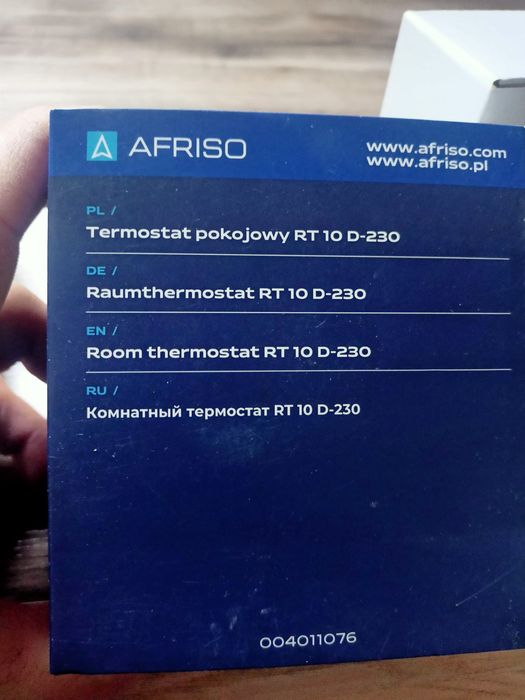 AFRISO
www.afriso.com
www.afriso.pl
PL /
Termostat pokojowy RT 10 D-230
DE /
Raumthermostat RT 10 D-230
EN /
Room thermostat RT 10 D-230
RU /
Комнатный термостат RT 10 D-230
004011076